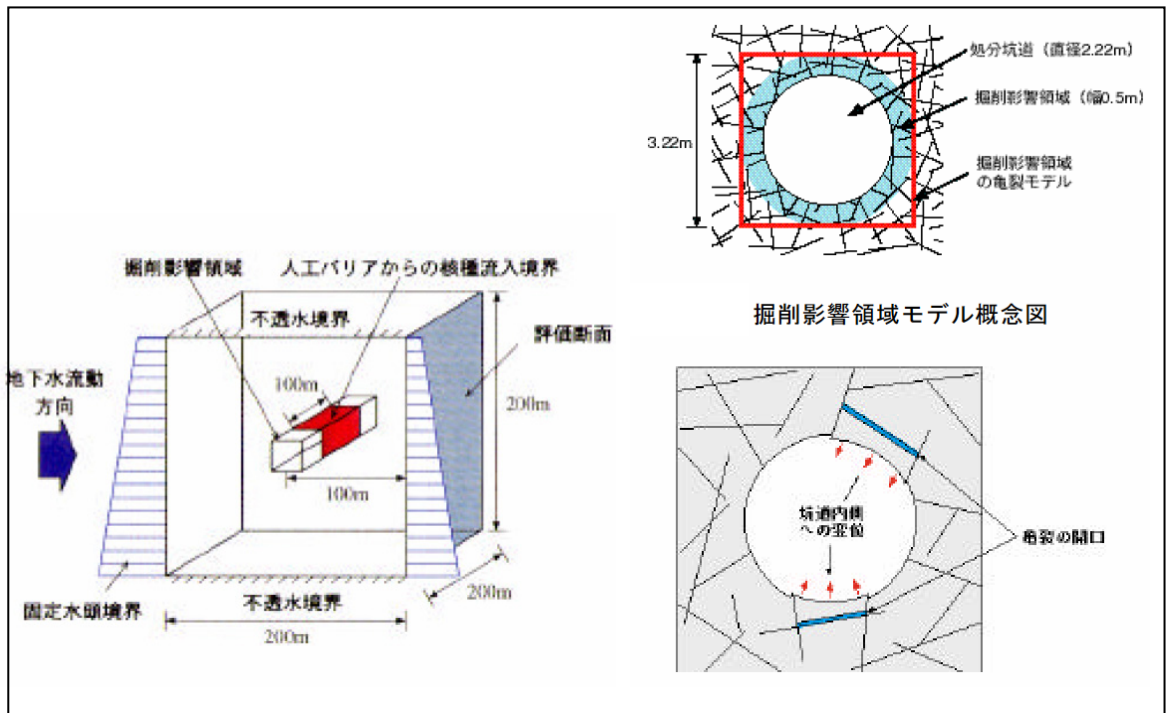 処分坑道（直径2.22m）
掘削影響領域（幅0.5m）
3.22m
掘削影響領域
の亀裂モデル
掘削影響領域モデル概念図
掘削影響領域
人工バリアからの核種流入境界
不透水境界
評価断面
地下水流動
方向
100m
200m
100m
固定水頭境界
不透水境界
200m
200m
坑道内側
への変位
亀裂の開口